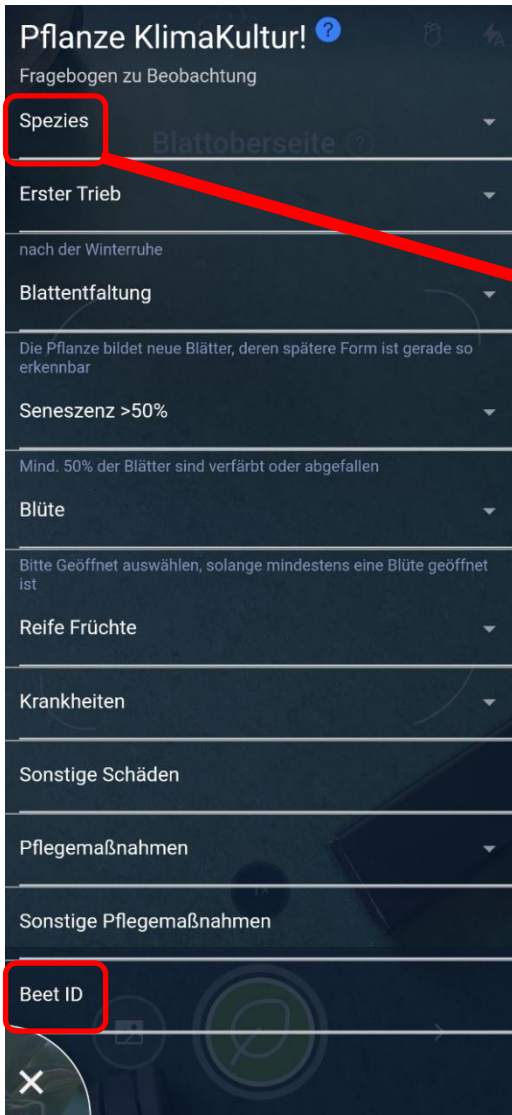 Pflanze KlimaKultur! ?
Fragebogen zu Beobachtung
Spezies
Blattoberseite ?
Erster Trieb
nach der Winterruhe
Blattentfaltung
Die Pflanze bildet neue Blätter, deren spätere Form ist gerade so
erkennbar
Seneszenz >50%
Mind. 50% der Blätter sind verfärbt oder abgefallen
Blüte
Bitte Geöffnet auswählen, solange mindestens eine Blüte geöffnet
ist
Reife Früchte
Krankheiten
Sonstige Schäden
Pflegemaßnahmen
Sonstige Pflegemaßnahmen
Beet ID